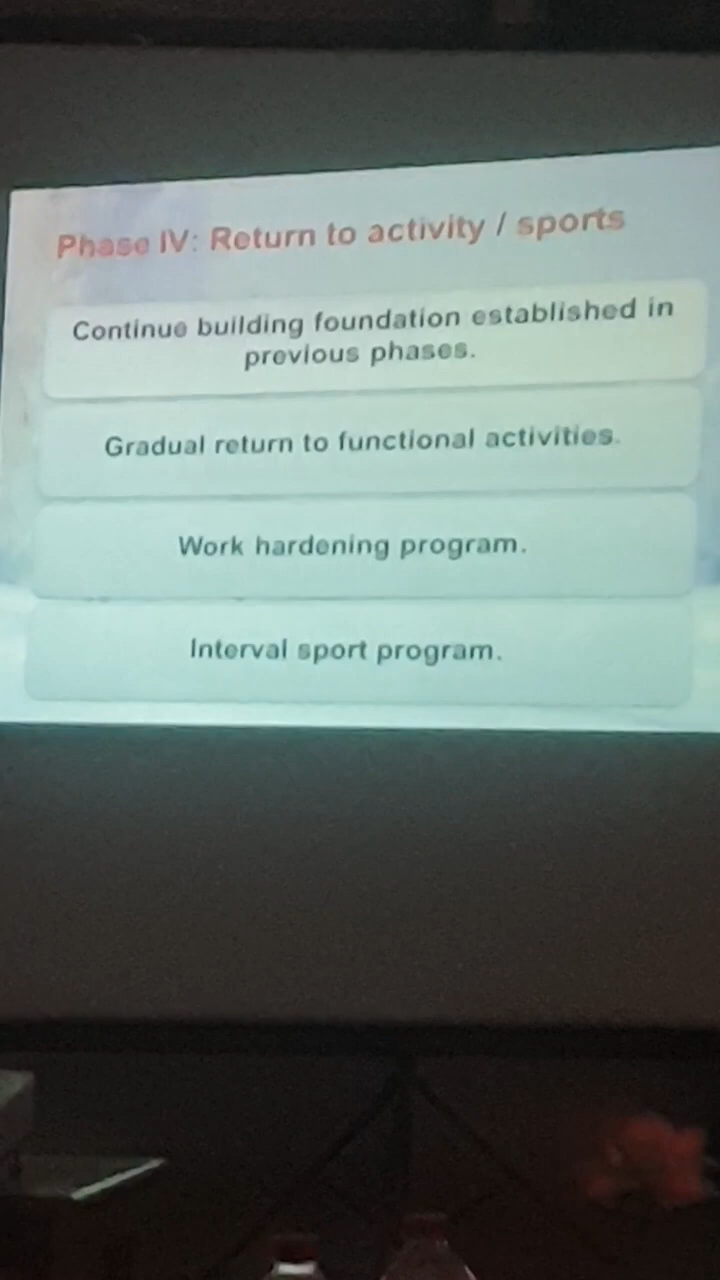 Phase IV: Return to activity / sports
Continue building foundation established in
previous phases.
Gradual return to functional activities.
Work hardening program.
Interval sport program.